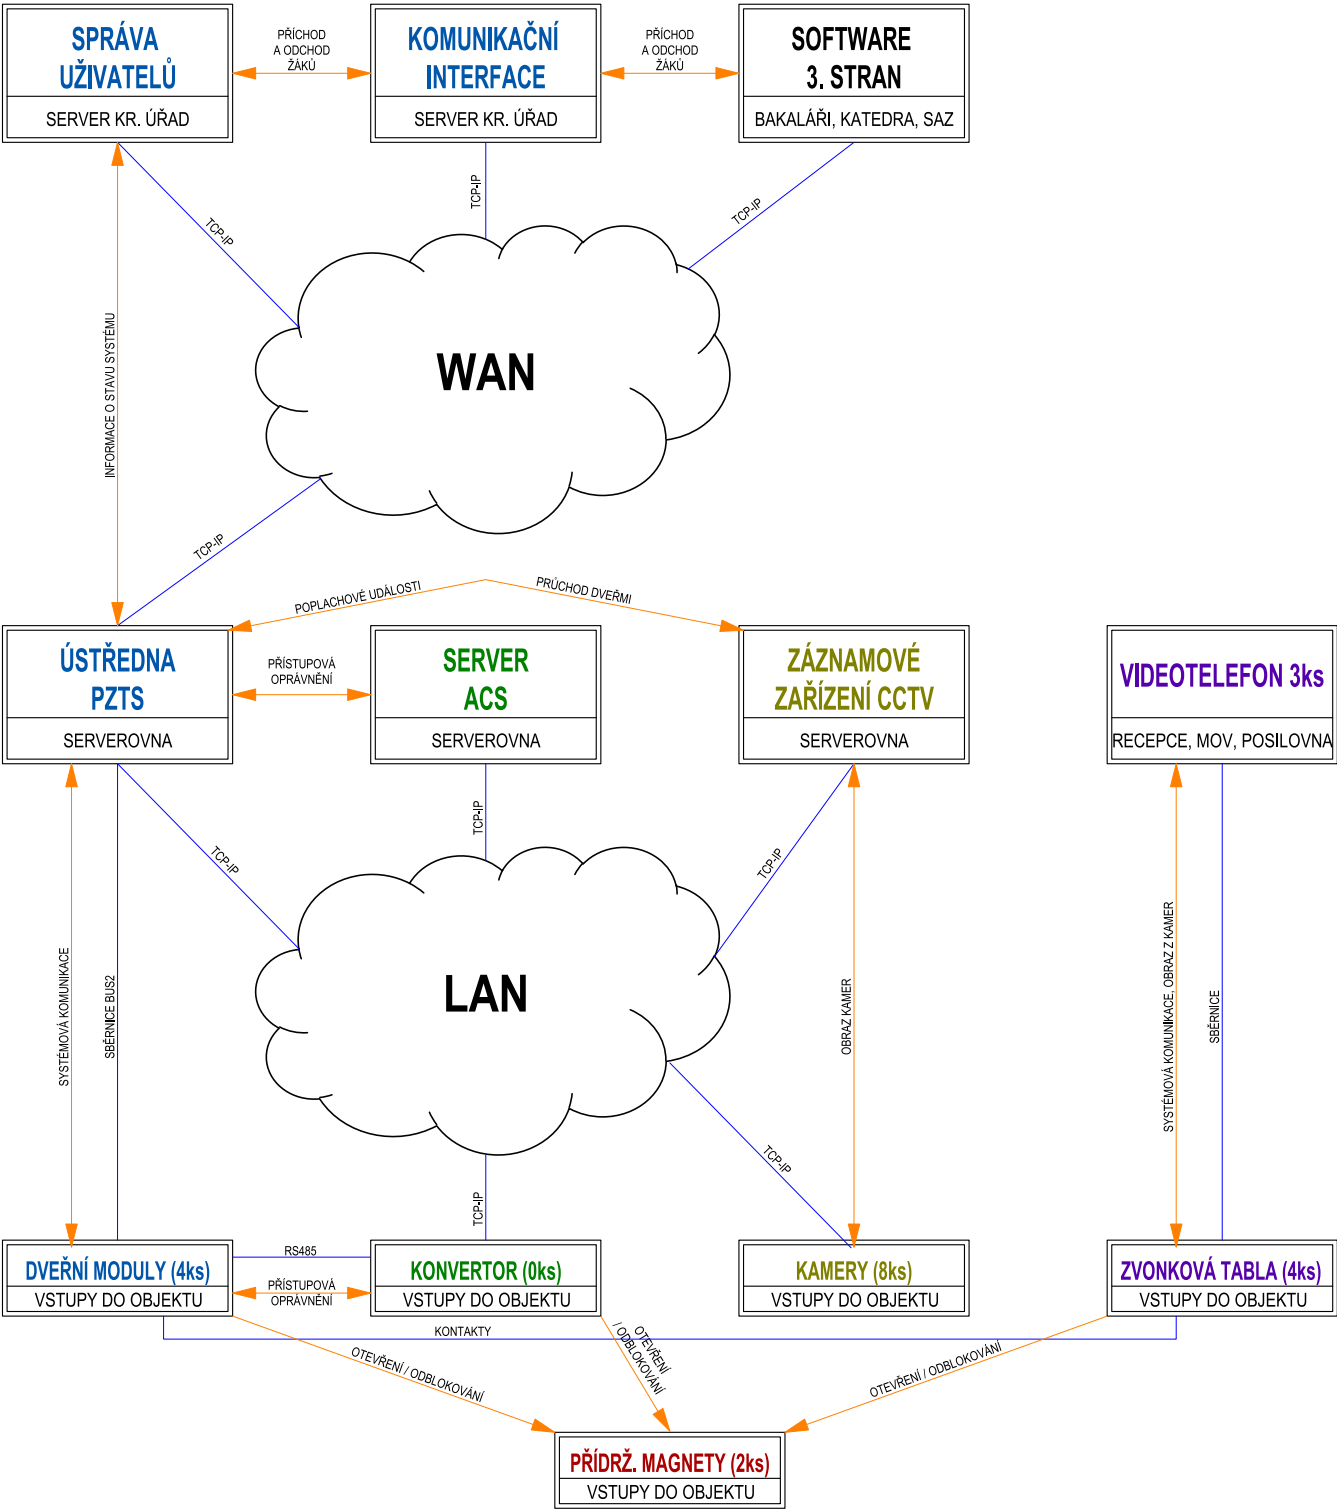 SPRÁVA
UŽIVATELŮ
SERVER KR. ÚŘAD
PŘÍCHOD
A ODCHOD
ŽÁKŮ
KOMUNIKAČNÍ
INTERFACE
SERVER KR. ÚŘAD
PŘÍCHOD
A ODCHOD
ŽÁKŮ
SOFTWARE
3. STRAN
BAKALÁŘI, KATEDRA, SAZ
TCP-IP
TCP-IP
TCP-IP
WAN
INFORMACE O STAVU SYSTÉMU
TCP-IP
POPLACHOVÉ UDÁLOSTI
PRŮCHOD DVEŘMI
ÚSTŘEDNA
PZTS
SERVEROVNA
PŘÍSTUPOVÁ
OPRÁVNĚNÍ
SERVER
ACS
SERVEROVNA
ZÁZNAMOVÉ
ZAŘÍZENÍ CCTV
SERVEROVNA
VIDEOTELEFON 3ks
RECEPCE, MOV, POSILOVNA
TCP-IP
TCP-IP
TCP-IP
LAN
SYSTÉMOVÁ KOMUNIKACE
SBĚRNICE BUS2
OBRAZ KAMER
SYSTÉMOVÁ KOMUNIKACE, OBRAZ Z KAMER
SBĚRNICE
TCP-IP
TCP-IP
DVEŘNÍ MODULY (4ks)
VSTUPY DO OBJEKTU
RS485
PŘÍSTUPOVÁ
OPRÁVNĚNÍ
KONVERTOR (0ks)
VSTUPY DO OBJEKTU
KAMERY (8ks)
VSTUPY DO OBJEKTU
ZVONKOVÁ TABLA (4ks)
VSTUPY DO OBJEKTU
KONTAKTY
OTEVŘENÍ / ODBLOKOVÁNÍ
OTEVŘENÍ
/ ODBLOKOVÁNÍ
OTEVŘENÍ / ODBLOKOVÁNÍ
PŘÍDRŽ. MAGNETY (2ks)
VSTUPY DO OBJEKTU